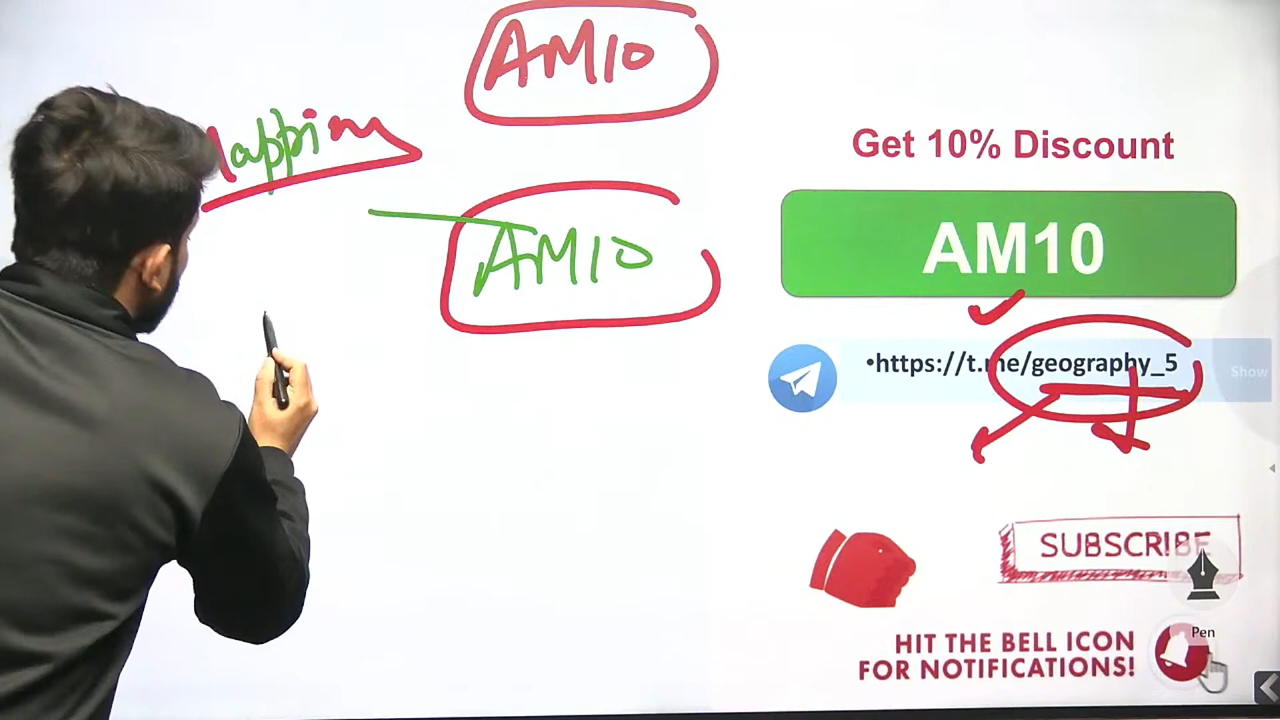 AM10
Mapping
AM10
Get 10% Discount
AM10
•https://t.me/geography_5
Show
SUBSCRIBE
Pen
HIT THE BELL ICON
FOR NOTIFICATIONS!